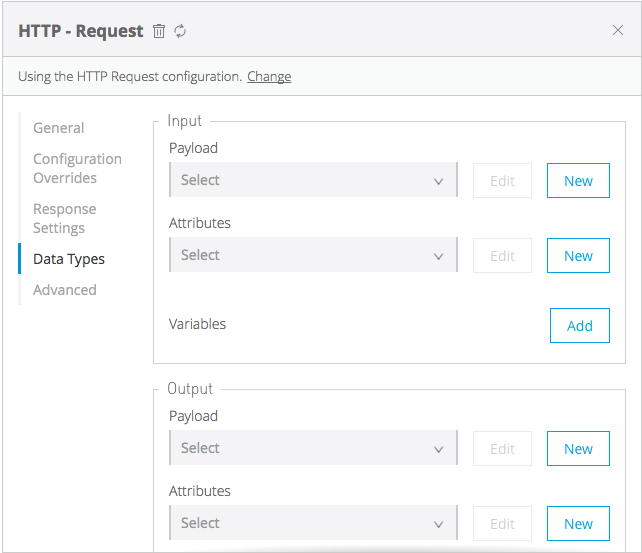 HTTP - Request
Using the HTTP Request configuration. Change
General
Configuration
Overrides
Response
Settings
Data Types
Advanced
Input
Payload
Select
Edit
New
Attributes
Select
Edit
New
Variables
Add
Output
Payload
Select
Edit
New
Attributes
Select
Edit
New